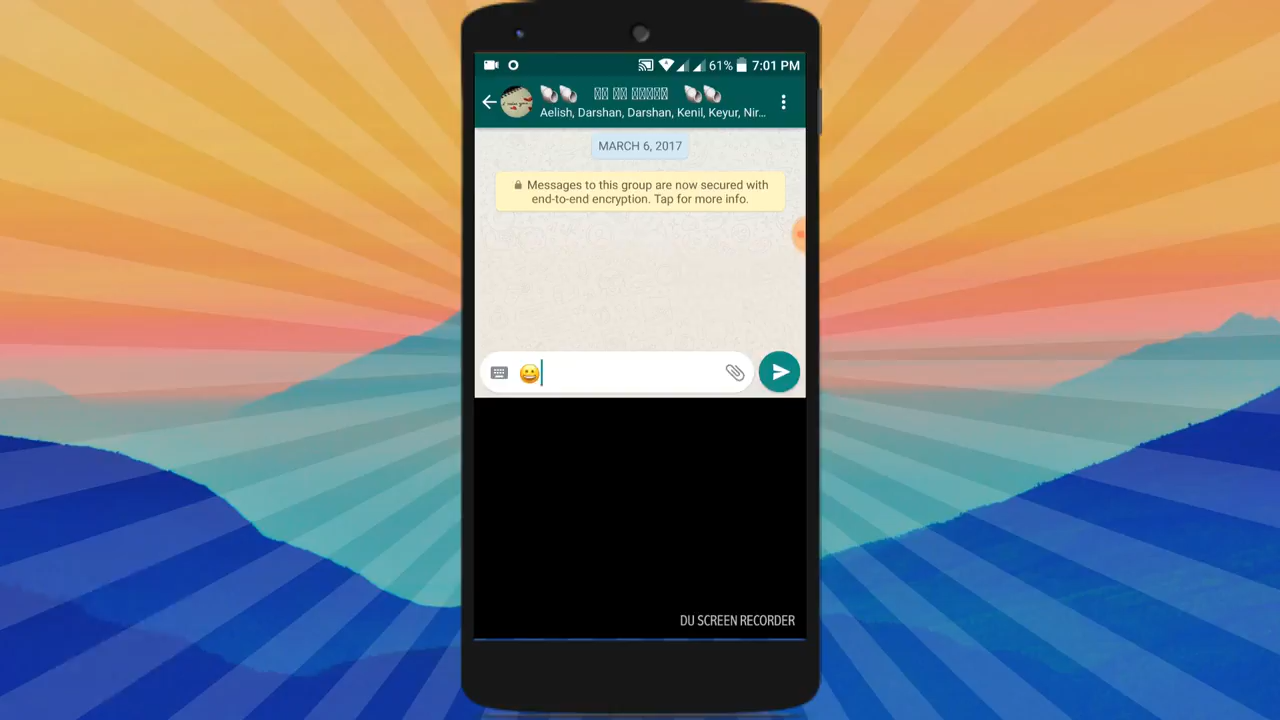 61% 7:01 PM
Aelish, Darshan, Darshan, Kenil, Keyur, Nir...
MARCH 6, 2017
Messages to this group are now secured with
end-to-end encryption. Tap for more info.
DU SCREEN RECORDER